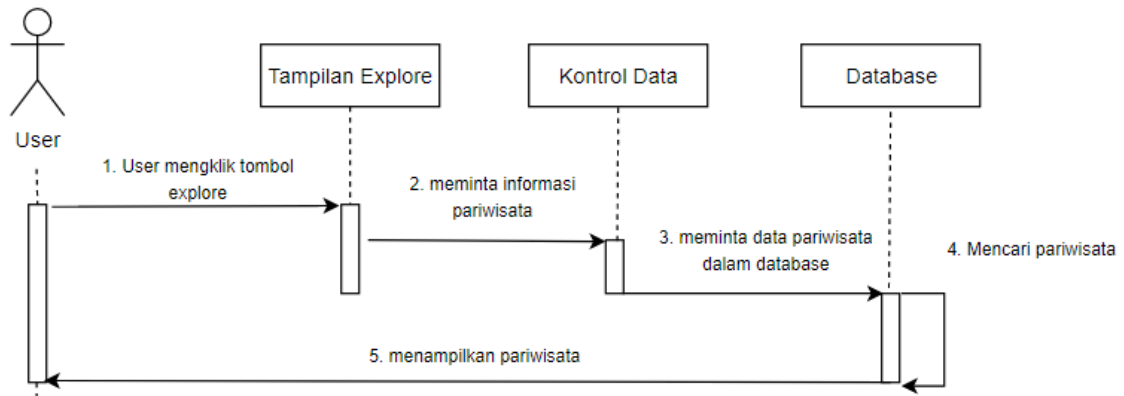 Tampilan Explore
Kontrol Data
Database
User
1. User mengklik tombol
explore
2. meminta informasi
pariwisata
3. meminta data pariwisata
dalam database
4. Mencari pariwisata
5. menampilkan pariwisata